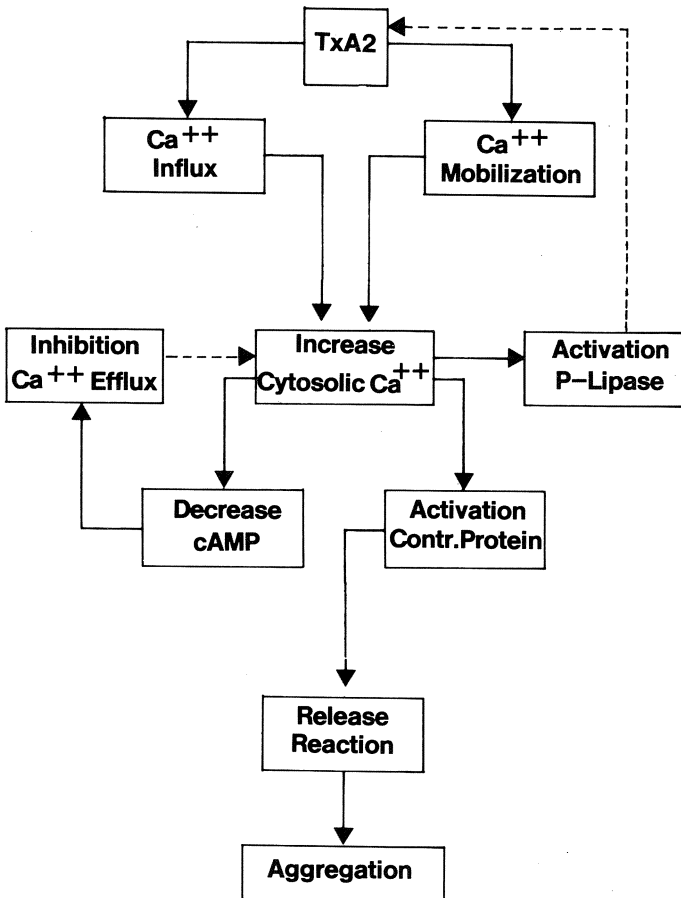 TxA2
Ca++
Influx
Ca++
Mobilization
Inhibition
Ca++ Efflux
Increase
Cytosolic Ca++
Activation
P-Lipase
Decrease
cAMP
Activation
Contr.Protein
Release
Reaction
Aggregation